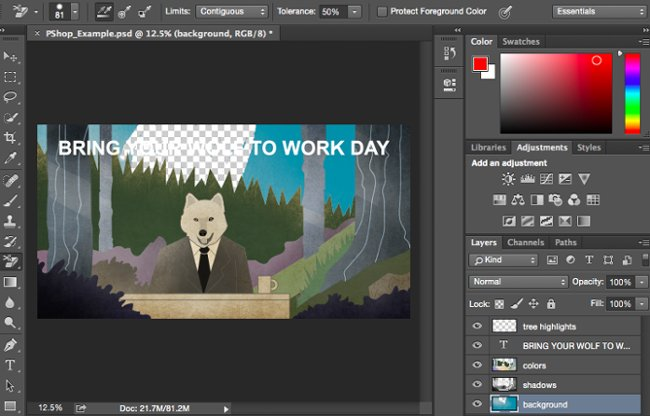 81
Limits: Contiguous
Tolerance: 50%
Protect Foreground Color
Essentials
× PShop_Example.psd @ 12.5% (background, RGB/8) *
BRING YOUR WOLF TO WORK DAY
12.5%
Doc: 21.7M/81.2M
Color
Swatches
Libraries
Adjustments
Styles
Add an adjustment
Layers
Channels
Paths
Kind
Normal
Opacity: 100%
Lock:
Fill: 100%
tree highlights
T BRING YOUR WOLF TO W...
colors
shadows
background